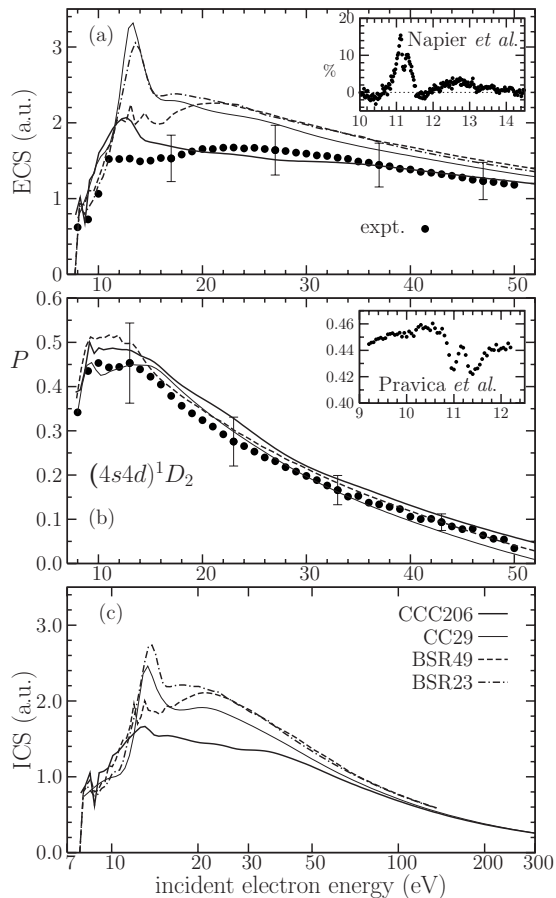 (a)
Napier et al.
%
20
10
0
10 11 12 13 14
ECS (a.u.)
3
2
1
0
expt.
10 20 30 40 50
P
0.6
0.5
0.4
0.3
0.2
0.1
0.0
0.46
0.44
0.42
0.40
Pravica et al.
9 10 11 12
(4s4d)¹D₂
(b)
10 20 30 40 50
(c)
CCC206
CC29
BSR49
BSR23
ICS (a.u.)
3.0
2.0
1.0
0.0
7 10 20 30 50 100 200 300
incident electron energy (eV)